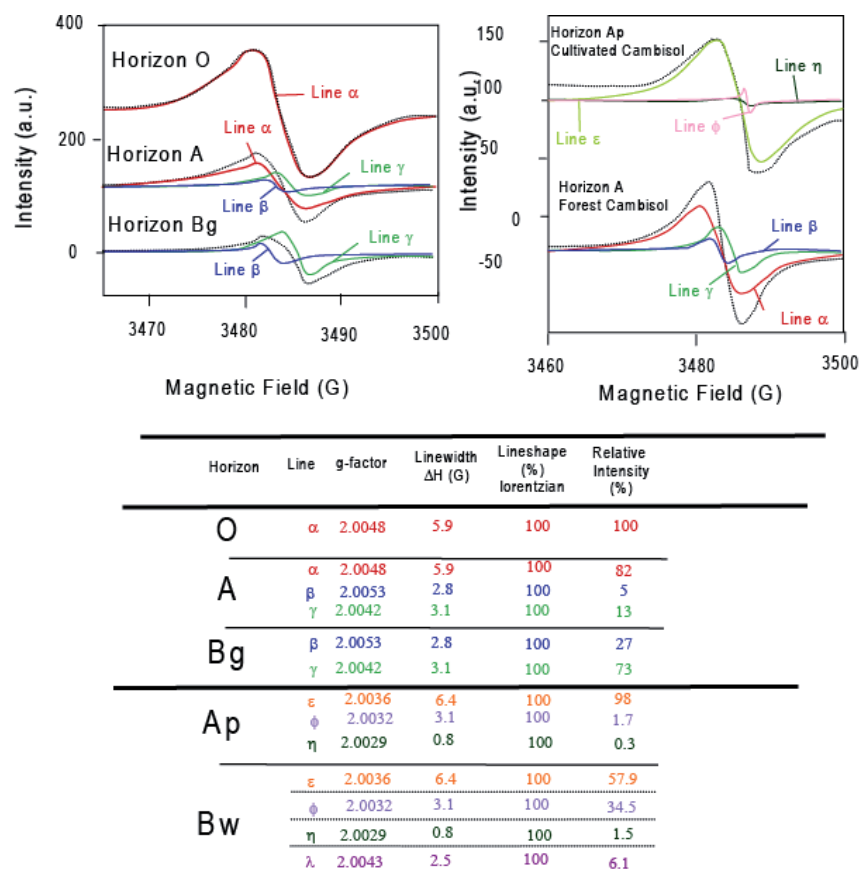 400
Horizon O
Line α
Line α
200
Horizon A
Line γ
Line β
Horizon Bg
Line γ
0
Line β
Intensity (a.u.)
3470
3480
3490
3500
Magnetic Field (G)
150
Horizon Ap
Cultivated Cambisol
Line η
100
Line ϕ
Line ε
50
Horizon A
Forest Cambisol
0
Line β
-50
Line γ
Line α
Intensity (a.u.)
3460
3480
3500
Magnetic Field (G)
Horizon Line g-factor Linewidth ΔH (G) Lineshape (%) lorentzian Relative Intensity (%)
O α 2.0048 5.9 100 100
A α 2.0048 5.9 100 82
β 2.0053 2.8 100 5
γ 2.0042 3.1 100 13
Bg β 2.0053 2.8 100 27
γ 2.0042 3.1 100 73
Ap ε 2.0036 6.4 100 98
ϕ 2.0032 3.1 100 1.7
η 2.0029 0.8 100 0.3
Bw ε 2.0036 6.4 100 57.9
ϕ 2.0032 3.1 100 34.5
η 2.0029 0.8 100 1.5
λ 2.0043 2.5 100 6.1